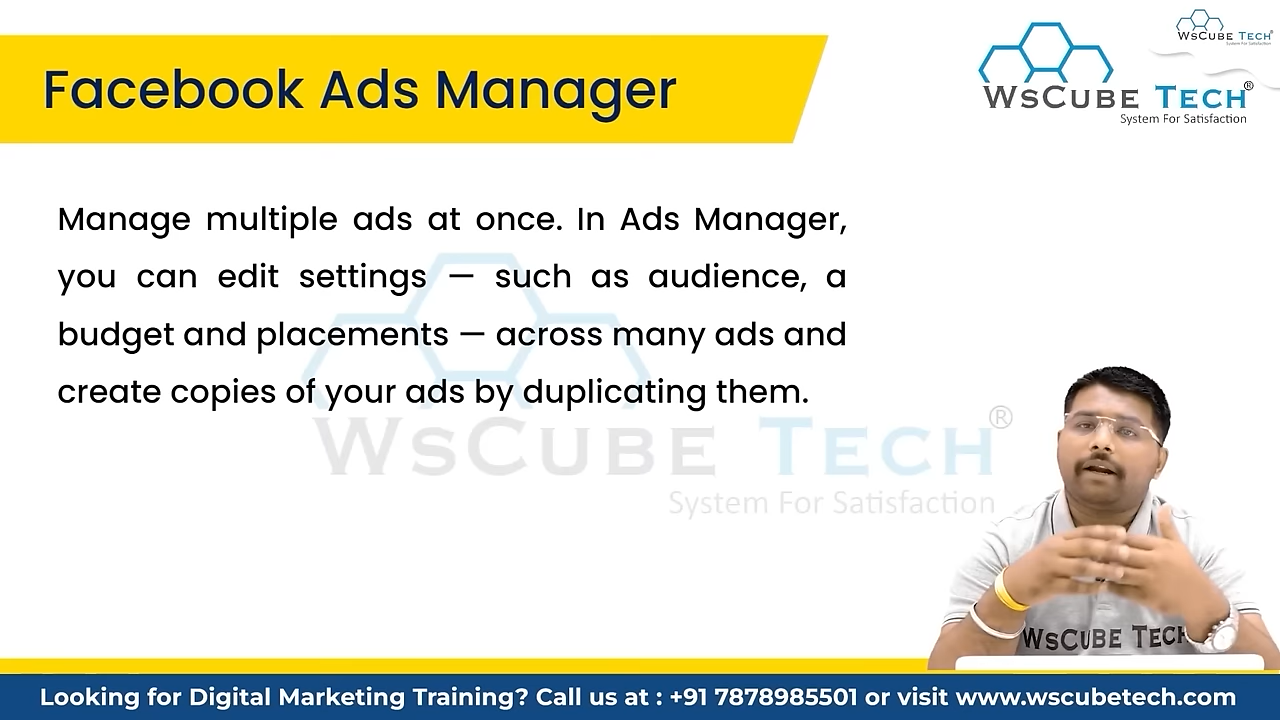 Facebook Ads Manager
WSCUBE TECH®
System For Satisfaction
WSCUBE TECH®
System For Satisfaction
Manage multiple ads at once. In Ads Manager,
you can edit settings — such as audience, a
budget and placements — across many ads and
create copies of your ads by duplicating them.
WSCUBE TECH®
System For Satisfaction
WSCUBE TECH
Looking for Digital Marketing Training? Call us at : +91 7878985501 or visit www.wscubetech.com